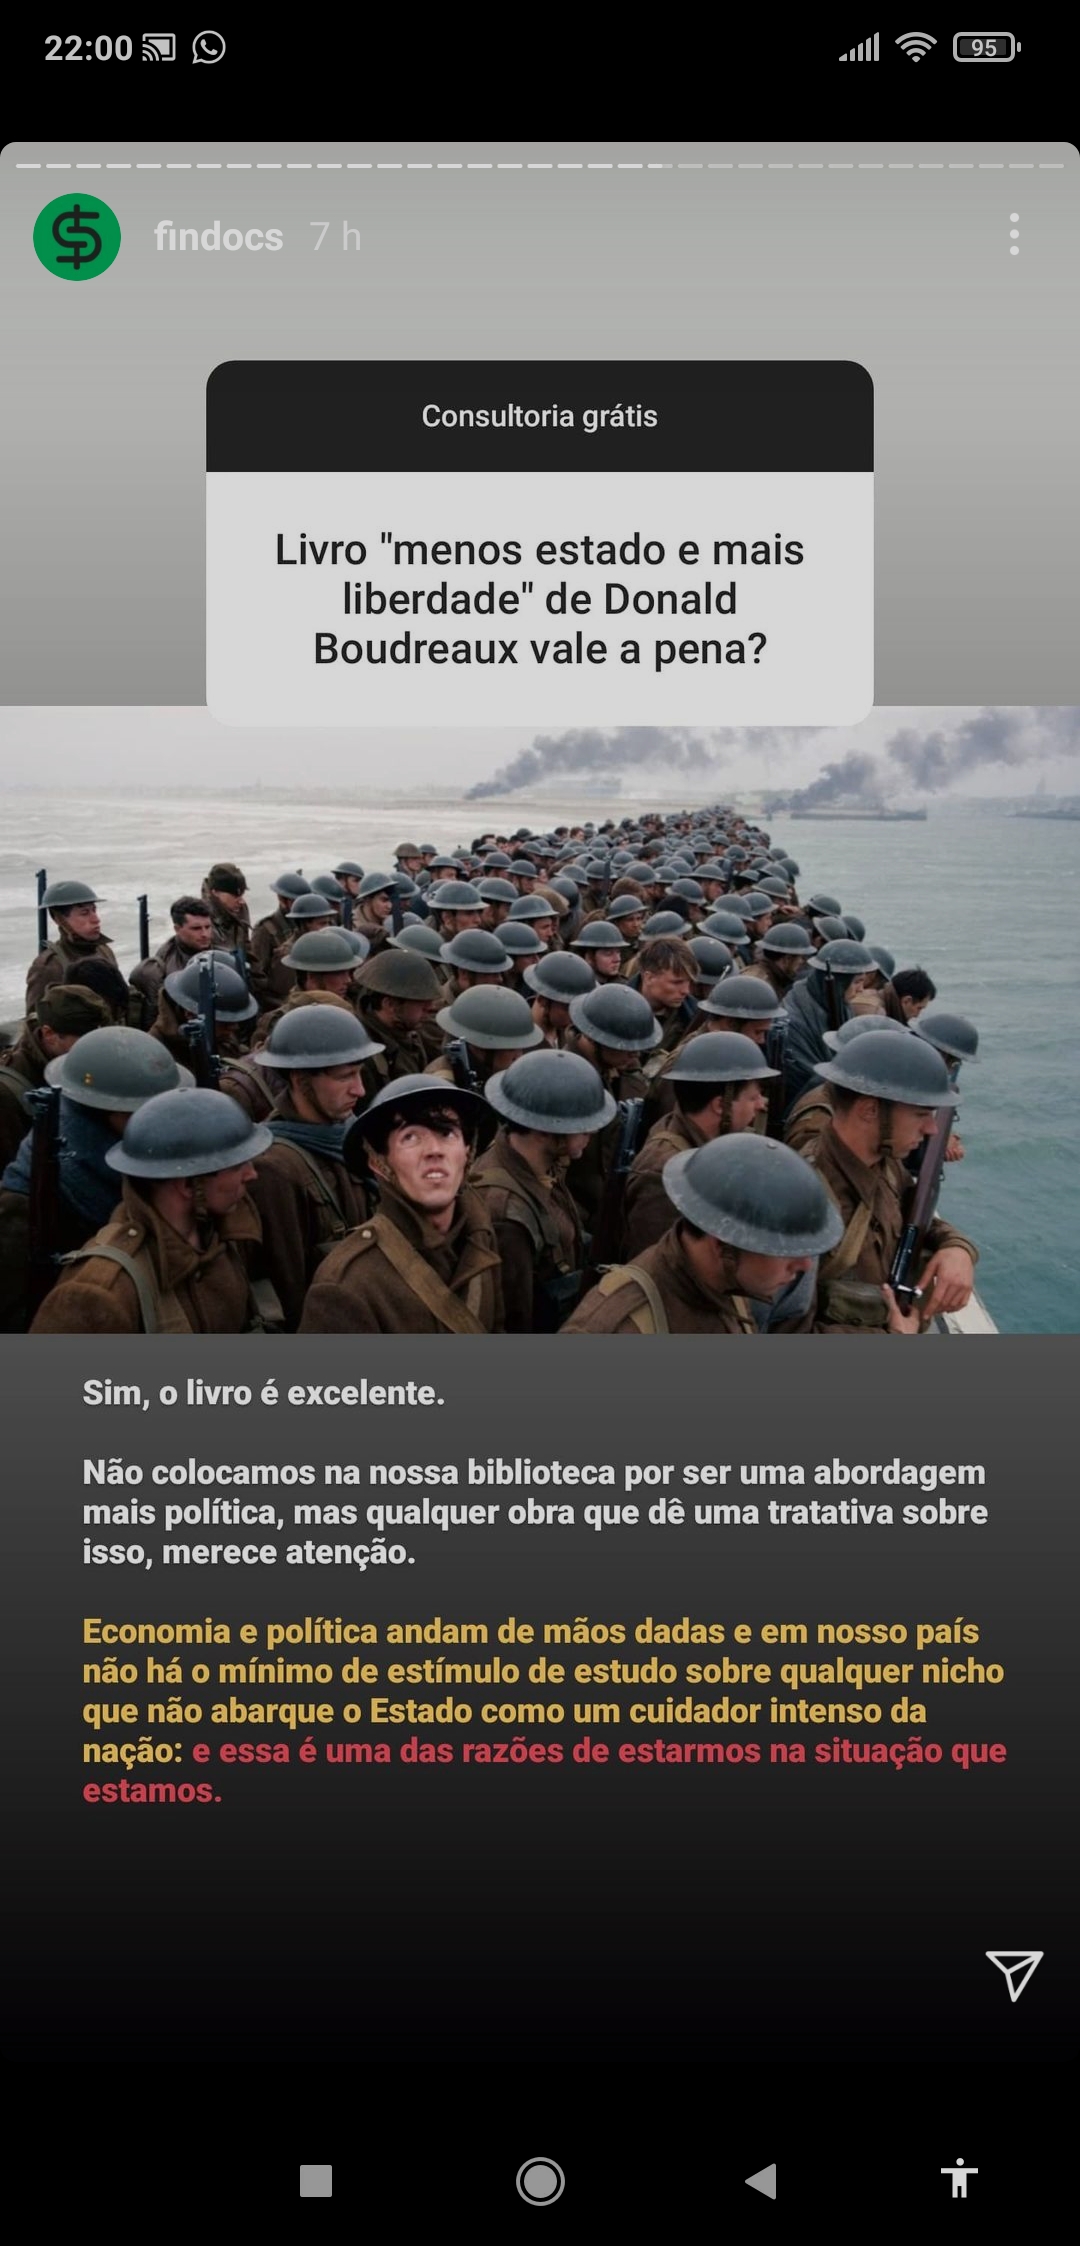 22:00
95
findocs 7 h
Consultoria grátis
Livro "menos estado e mais
liberdade" de Donald
Boudreaux vale a pena?
Sim, o livro é excelente.
Não colocamos na nossa biblioteca por ser uma abordagem
mais política, mas qualquer obra que dê uma tratativa sobre
isso, merece atenção.
Economia e política andam de mãos dadas e em nosso país
não há o mínimo de estímulo de estudo sobre qualquer nicho
que não abarque o Estado como um cuidador intenso da
nação: e essa é uma das razões de estarmos na situação que
estamos.